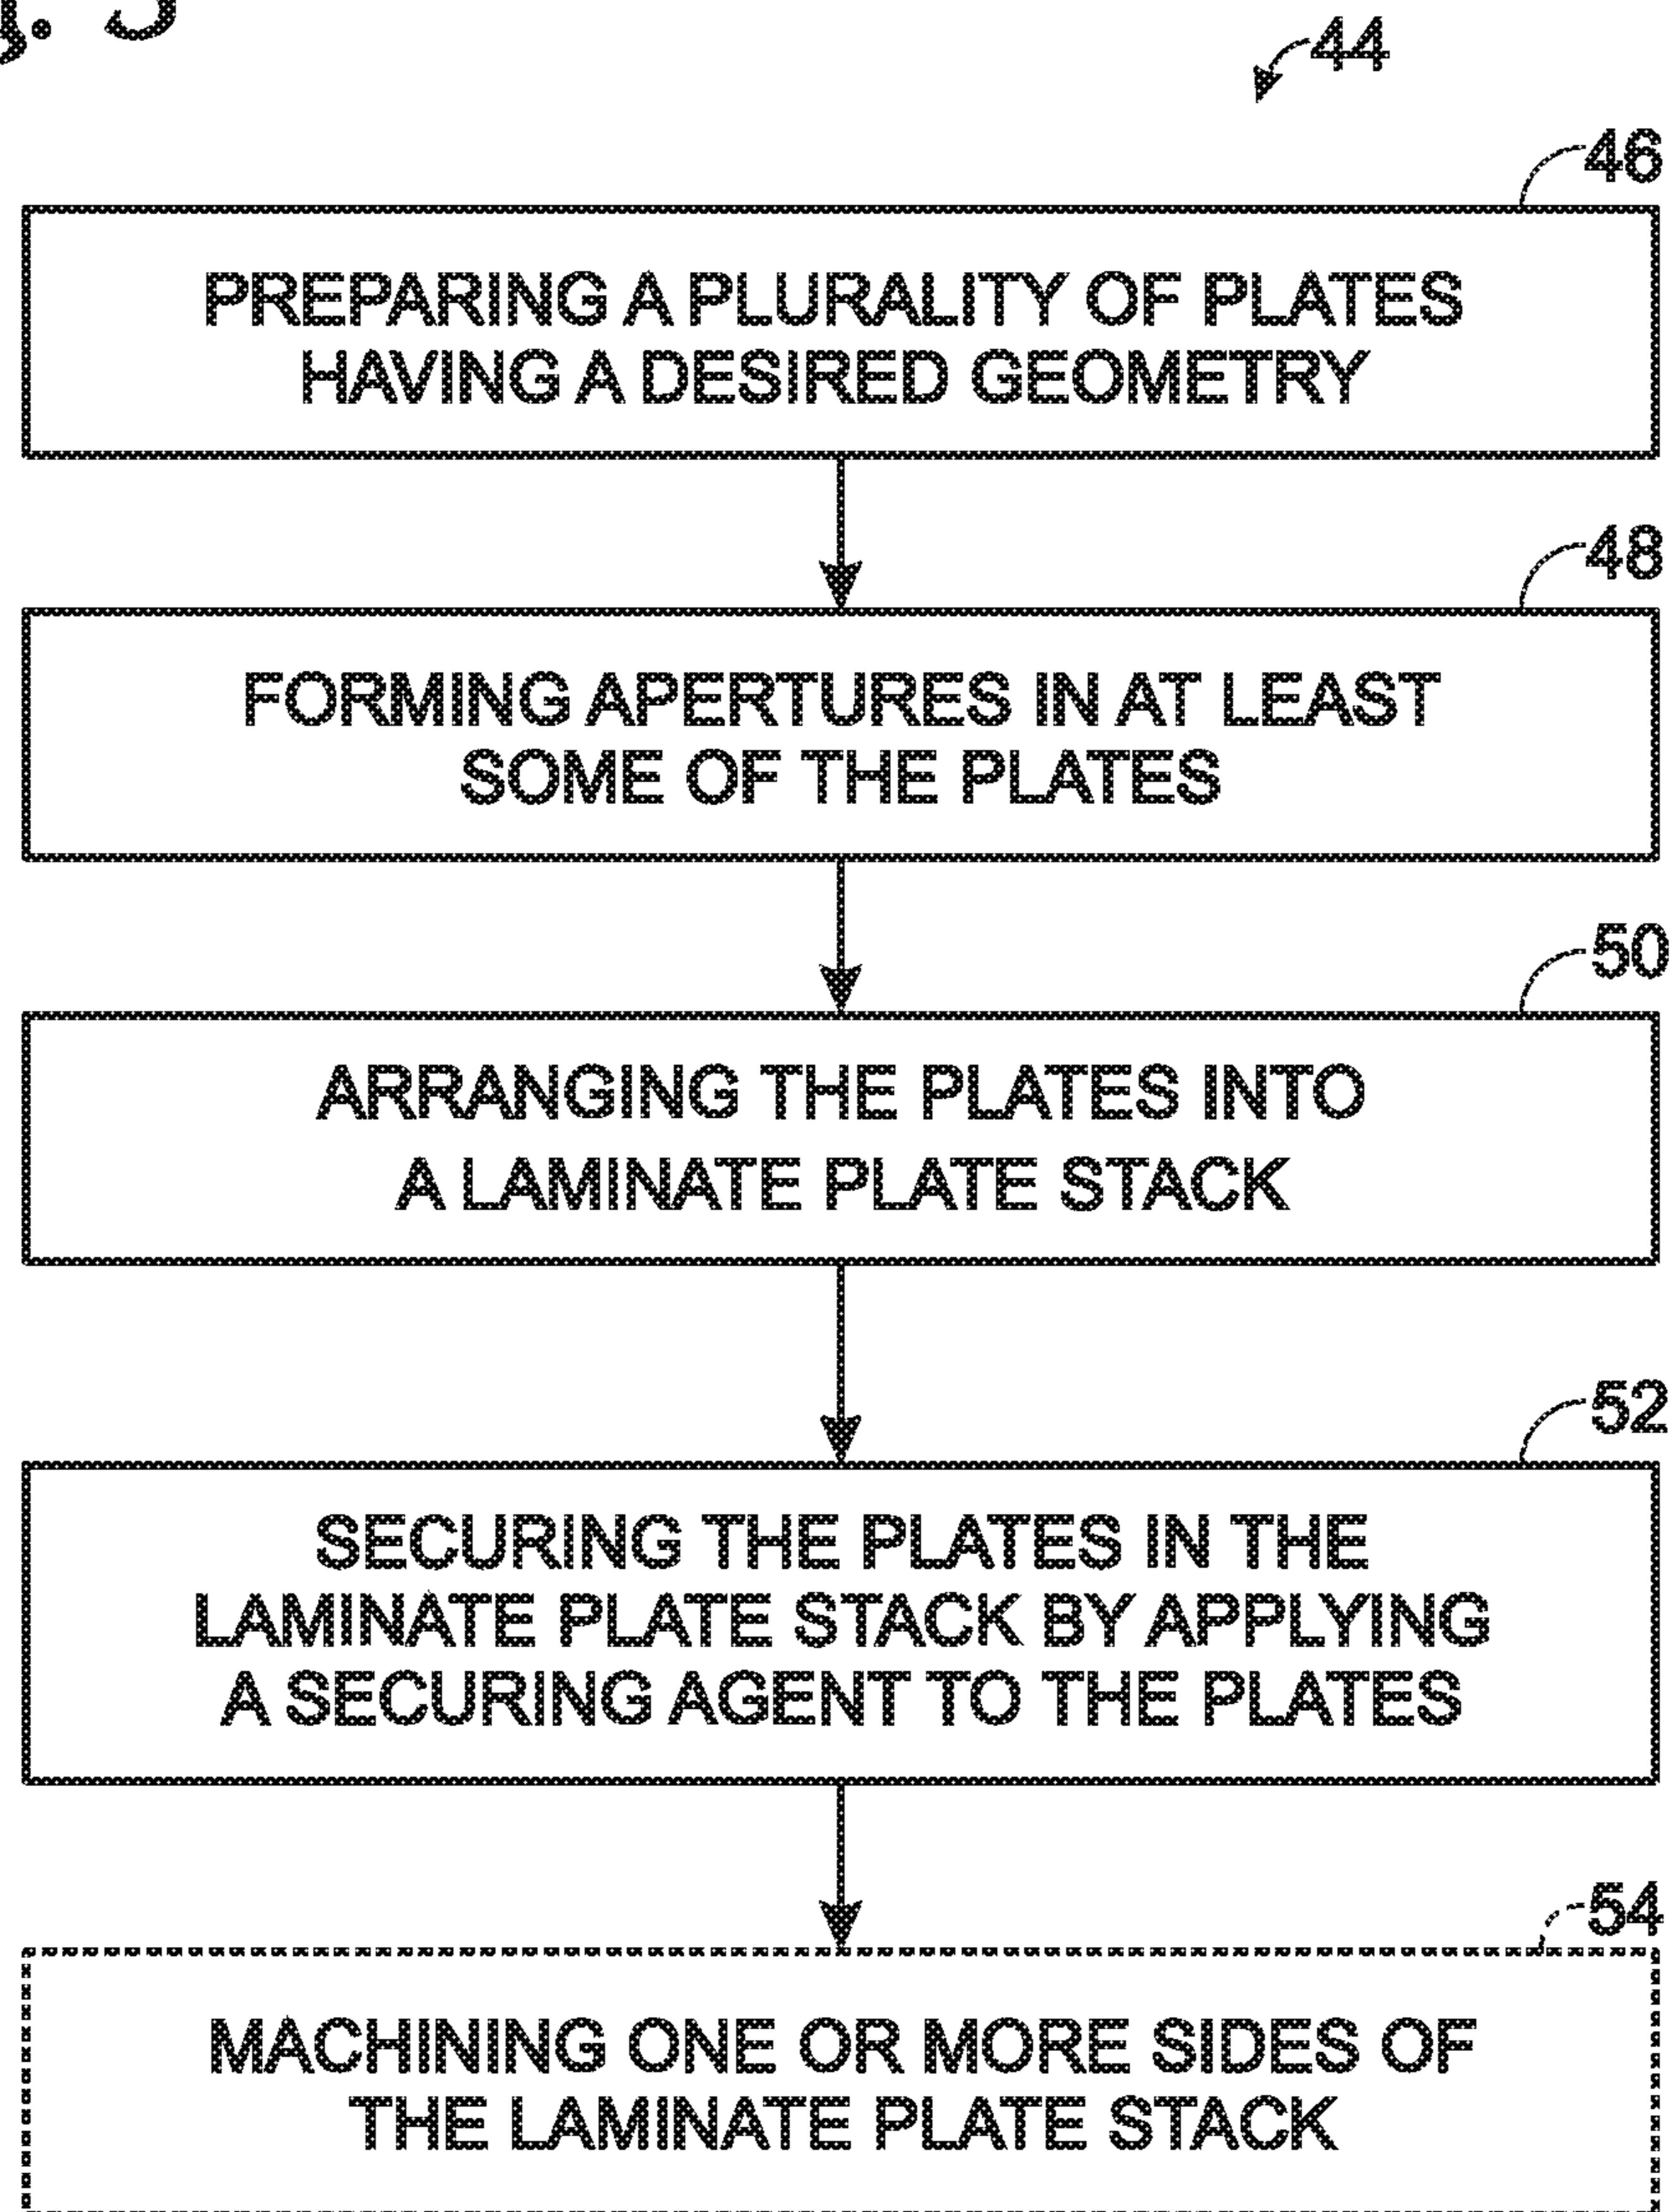 44
46
PREPARING A PLURALITY OF PLATES
HAVING A DESIRED GEOMETRY
48
FORMING APERTURES IN AT LEAST
SOME OF THE PLATES
50
ARRANGING THE PLATES INTO
A LAMINATE PLATE STACK
52
SECURING THE PLATES IN THE
LAMINATE PLATE STACK BY APPLYING
A SECURING AGENT TO THE PLATES
54
MACHINING ONE OR MORE SIDES OF
THE LAMINATE PLATE STACK